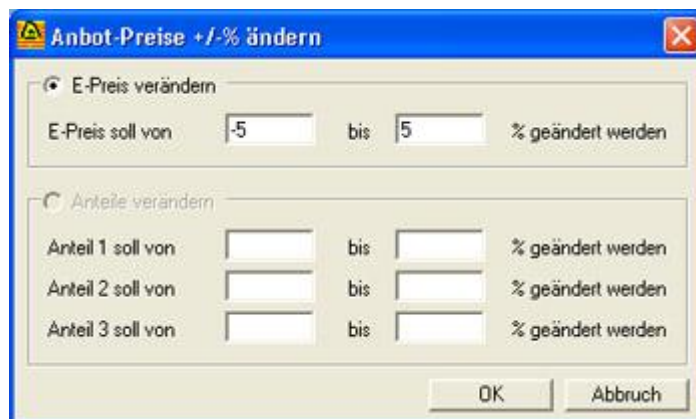 Anbot-Preise +/-% ändern
E-Preis verändern
E-Preis soll von -5 bis 5 % geändert werden
Anteile verändern
Anteil 1 soll von bis % geändert werden
Anteil 2 soll von bis % geändert werden
Anteil 3 soll von bis % geändert werden
OK Abbruch